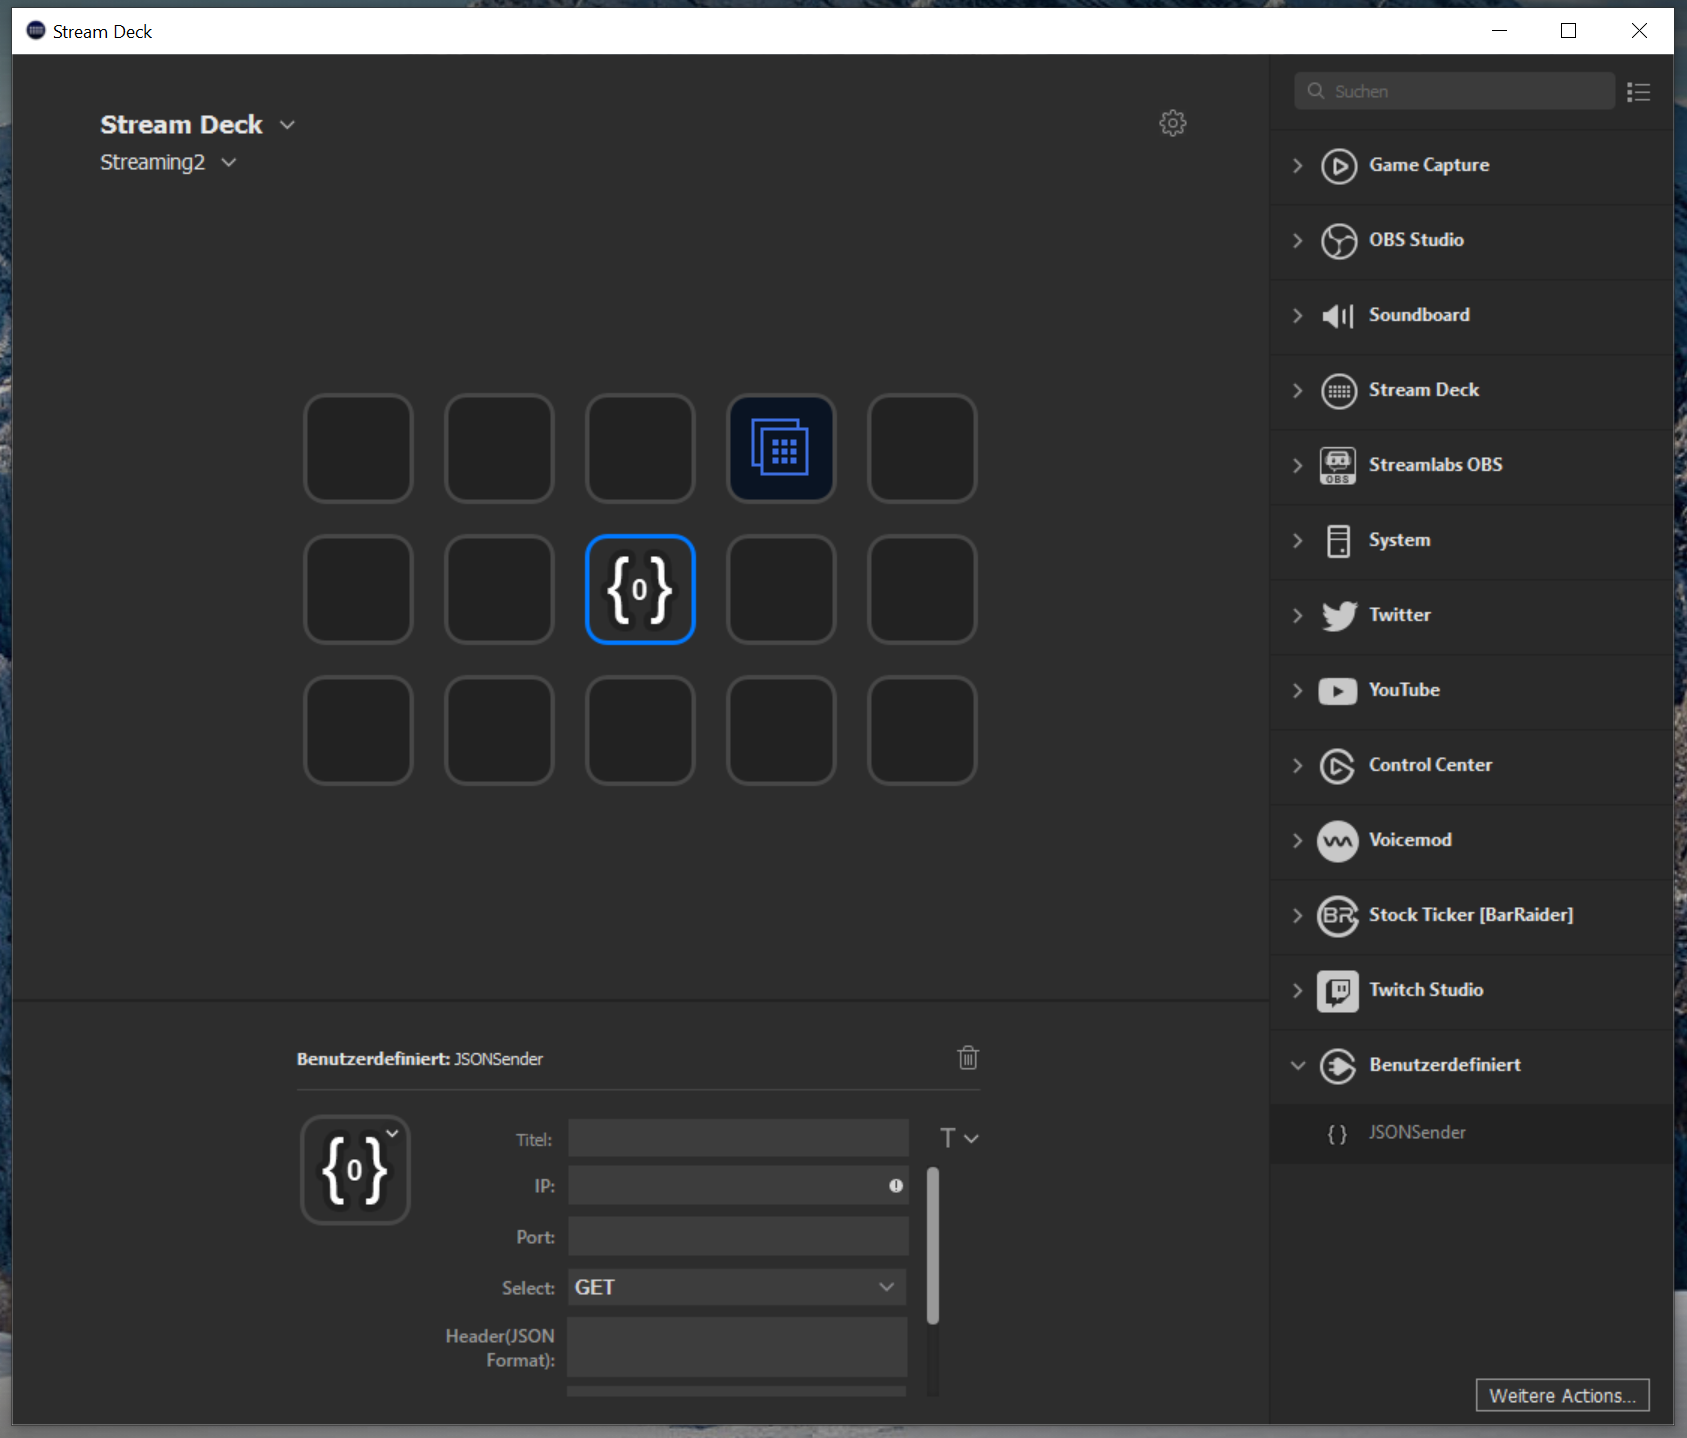 Stream Deck
Stream Deck
Streaming2
{0}
Benutzerdefiniert: JSONSender
{0}
Titel:
T
IP:
Port:
Select: GET
Header(JSON
Format):
Suchen
Game Capture
OBS Studio
Soundboard
Stream Deck
OBS
Streamlabs OBS
System
Twitter
YouTube
Control Center
Voicemod
BR
Stock Ticker [BarRaider]
Twitch Studio
Benutzerdefiniert
{ } JSONSender
Weitere Actions...